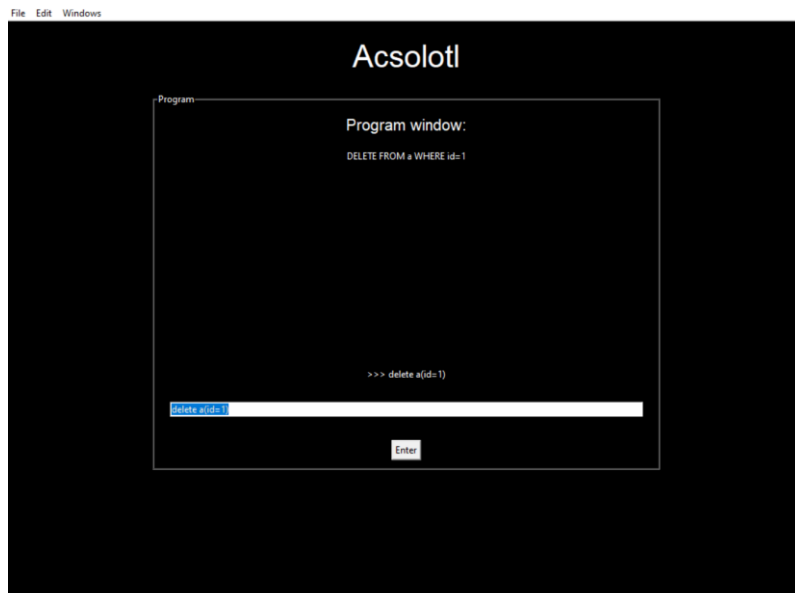 File Edit Windows
Acsolotl
Program
Program window:
DELETE FROM a WHERE id=1
>>> delete a(id=1)
delete a(id=1)
Enter